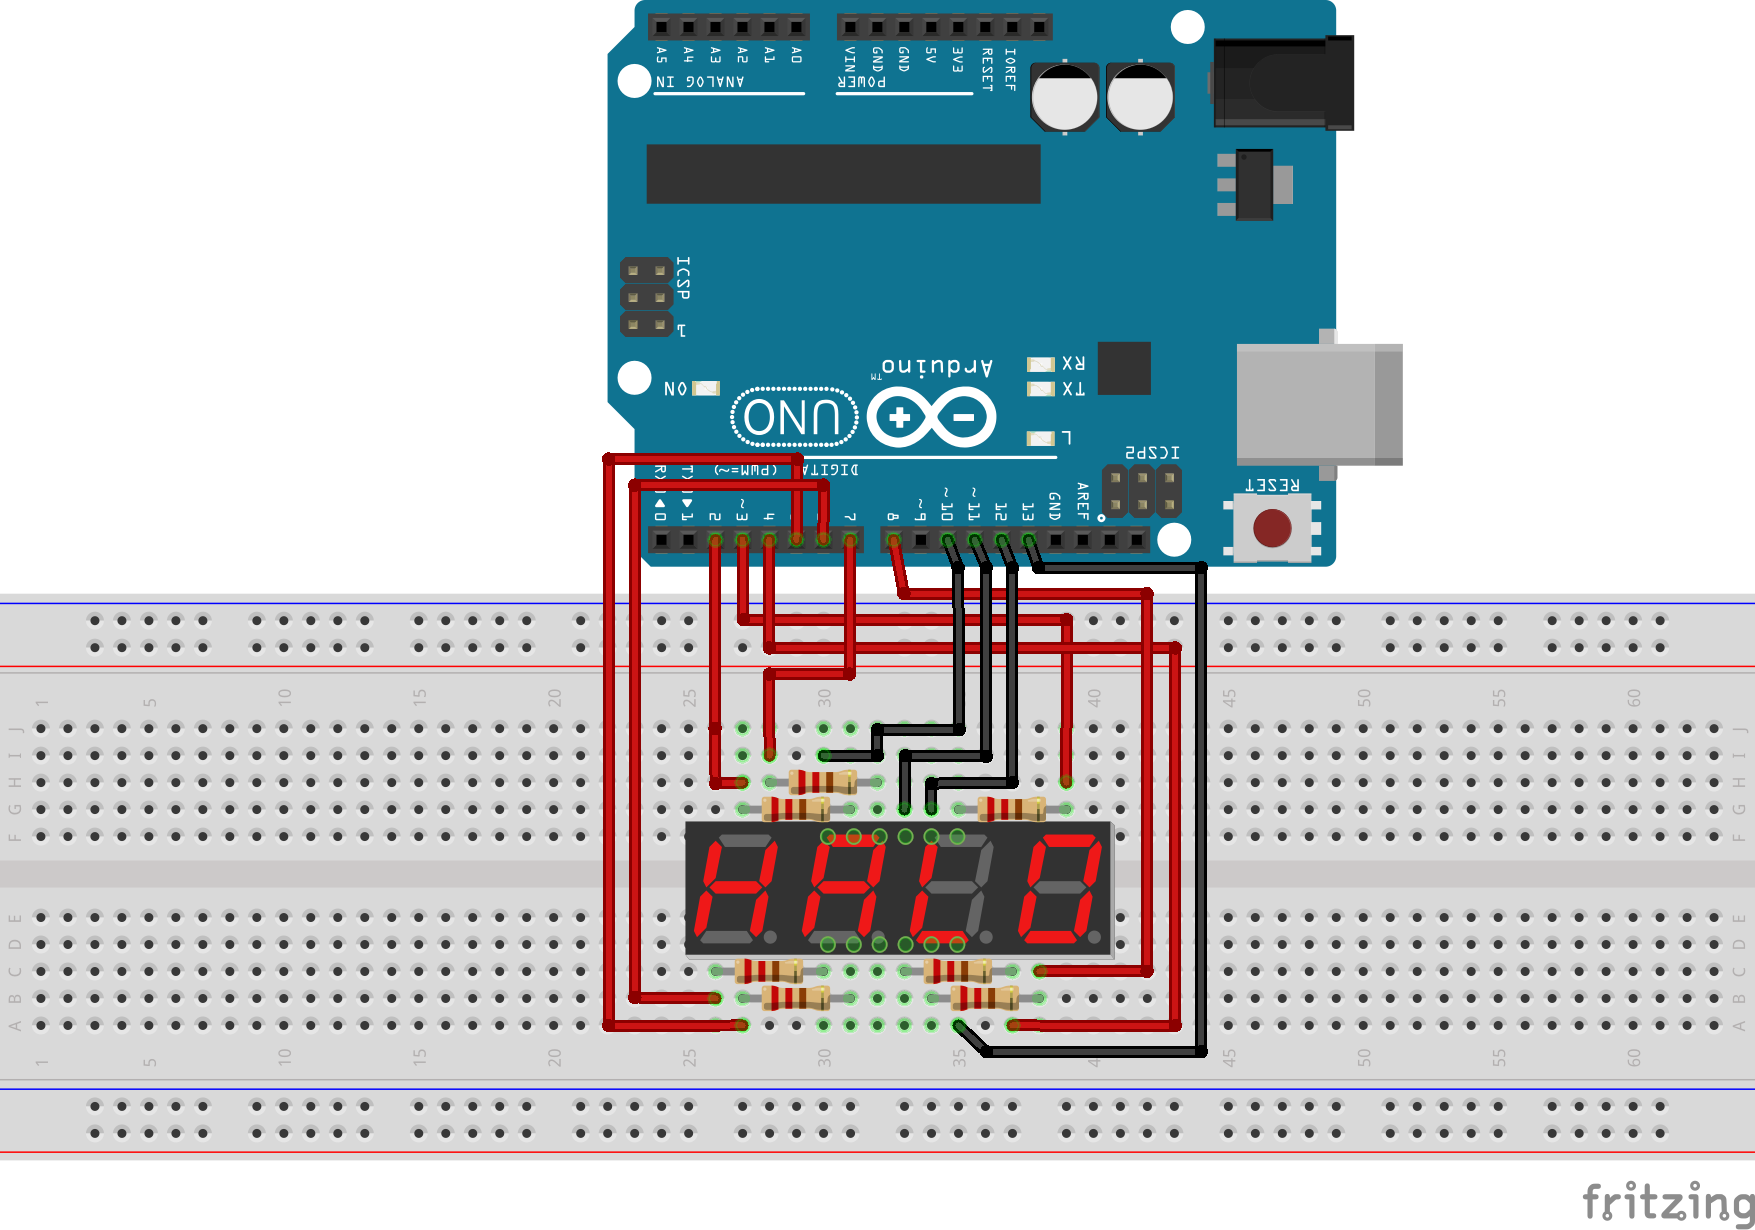 A5 A4 A3 A2 A1 A0 VIN GND GND 5V 3V3 RESET IOREF
ANALOG IN POWER
ICSP
1
Arduino
TM
RX
ON UNO + - TX
L
ICSP2
DIGITAL (PWM=~)
RESET
0 1 2 ~3 4 7 8 ~9 ~10 ~11 12 13 GND AREF
1 5 10 15 20 25 30 45 50 55 60
J J
I I
H H
G G
F F
HALO
E E
D D
C C
B B
A A
1 5 10 15 20 25 30 35 4 45 50 55 60
fritzing